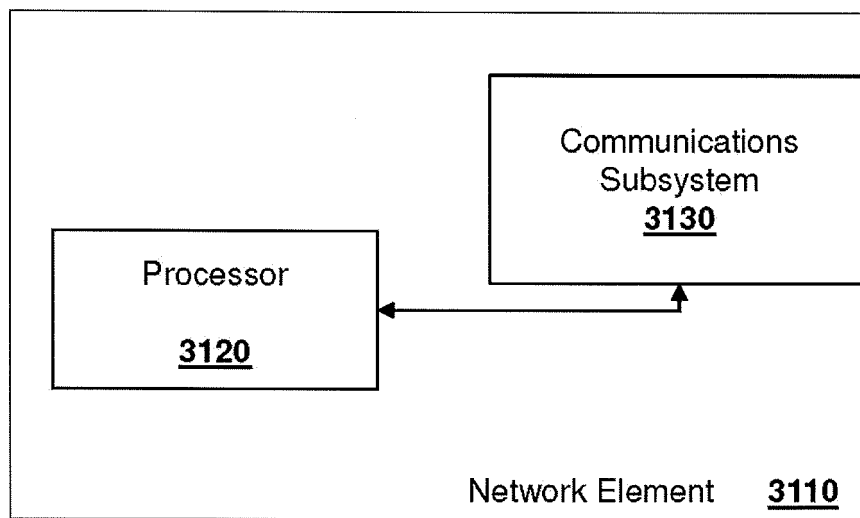 Communications
Subsystem
3130
Processor
3120
Network Element 3110